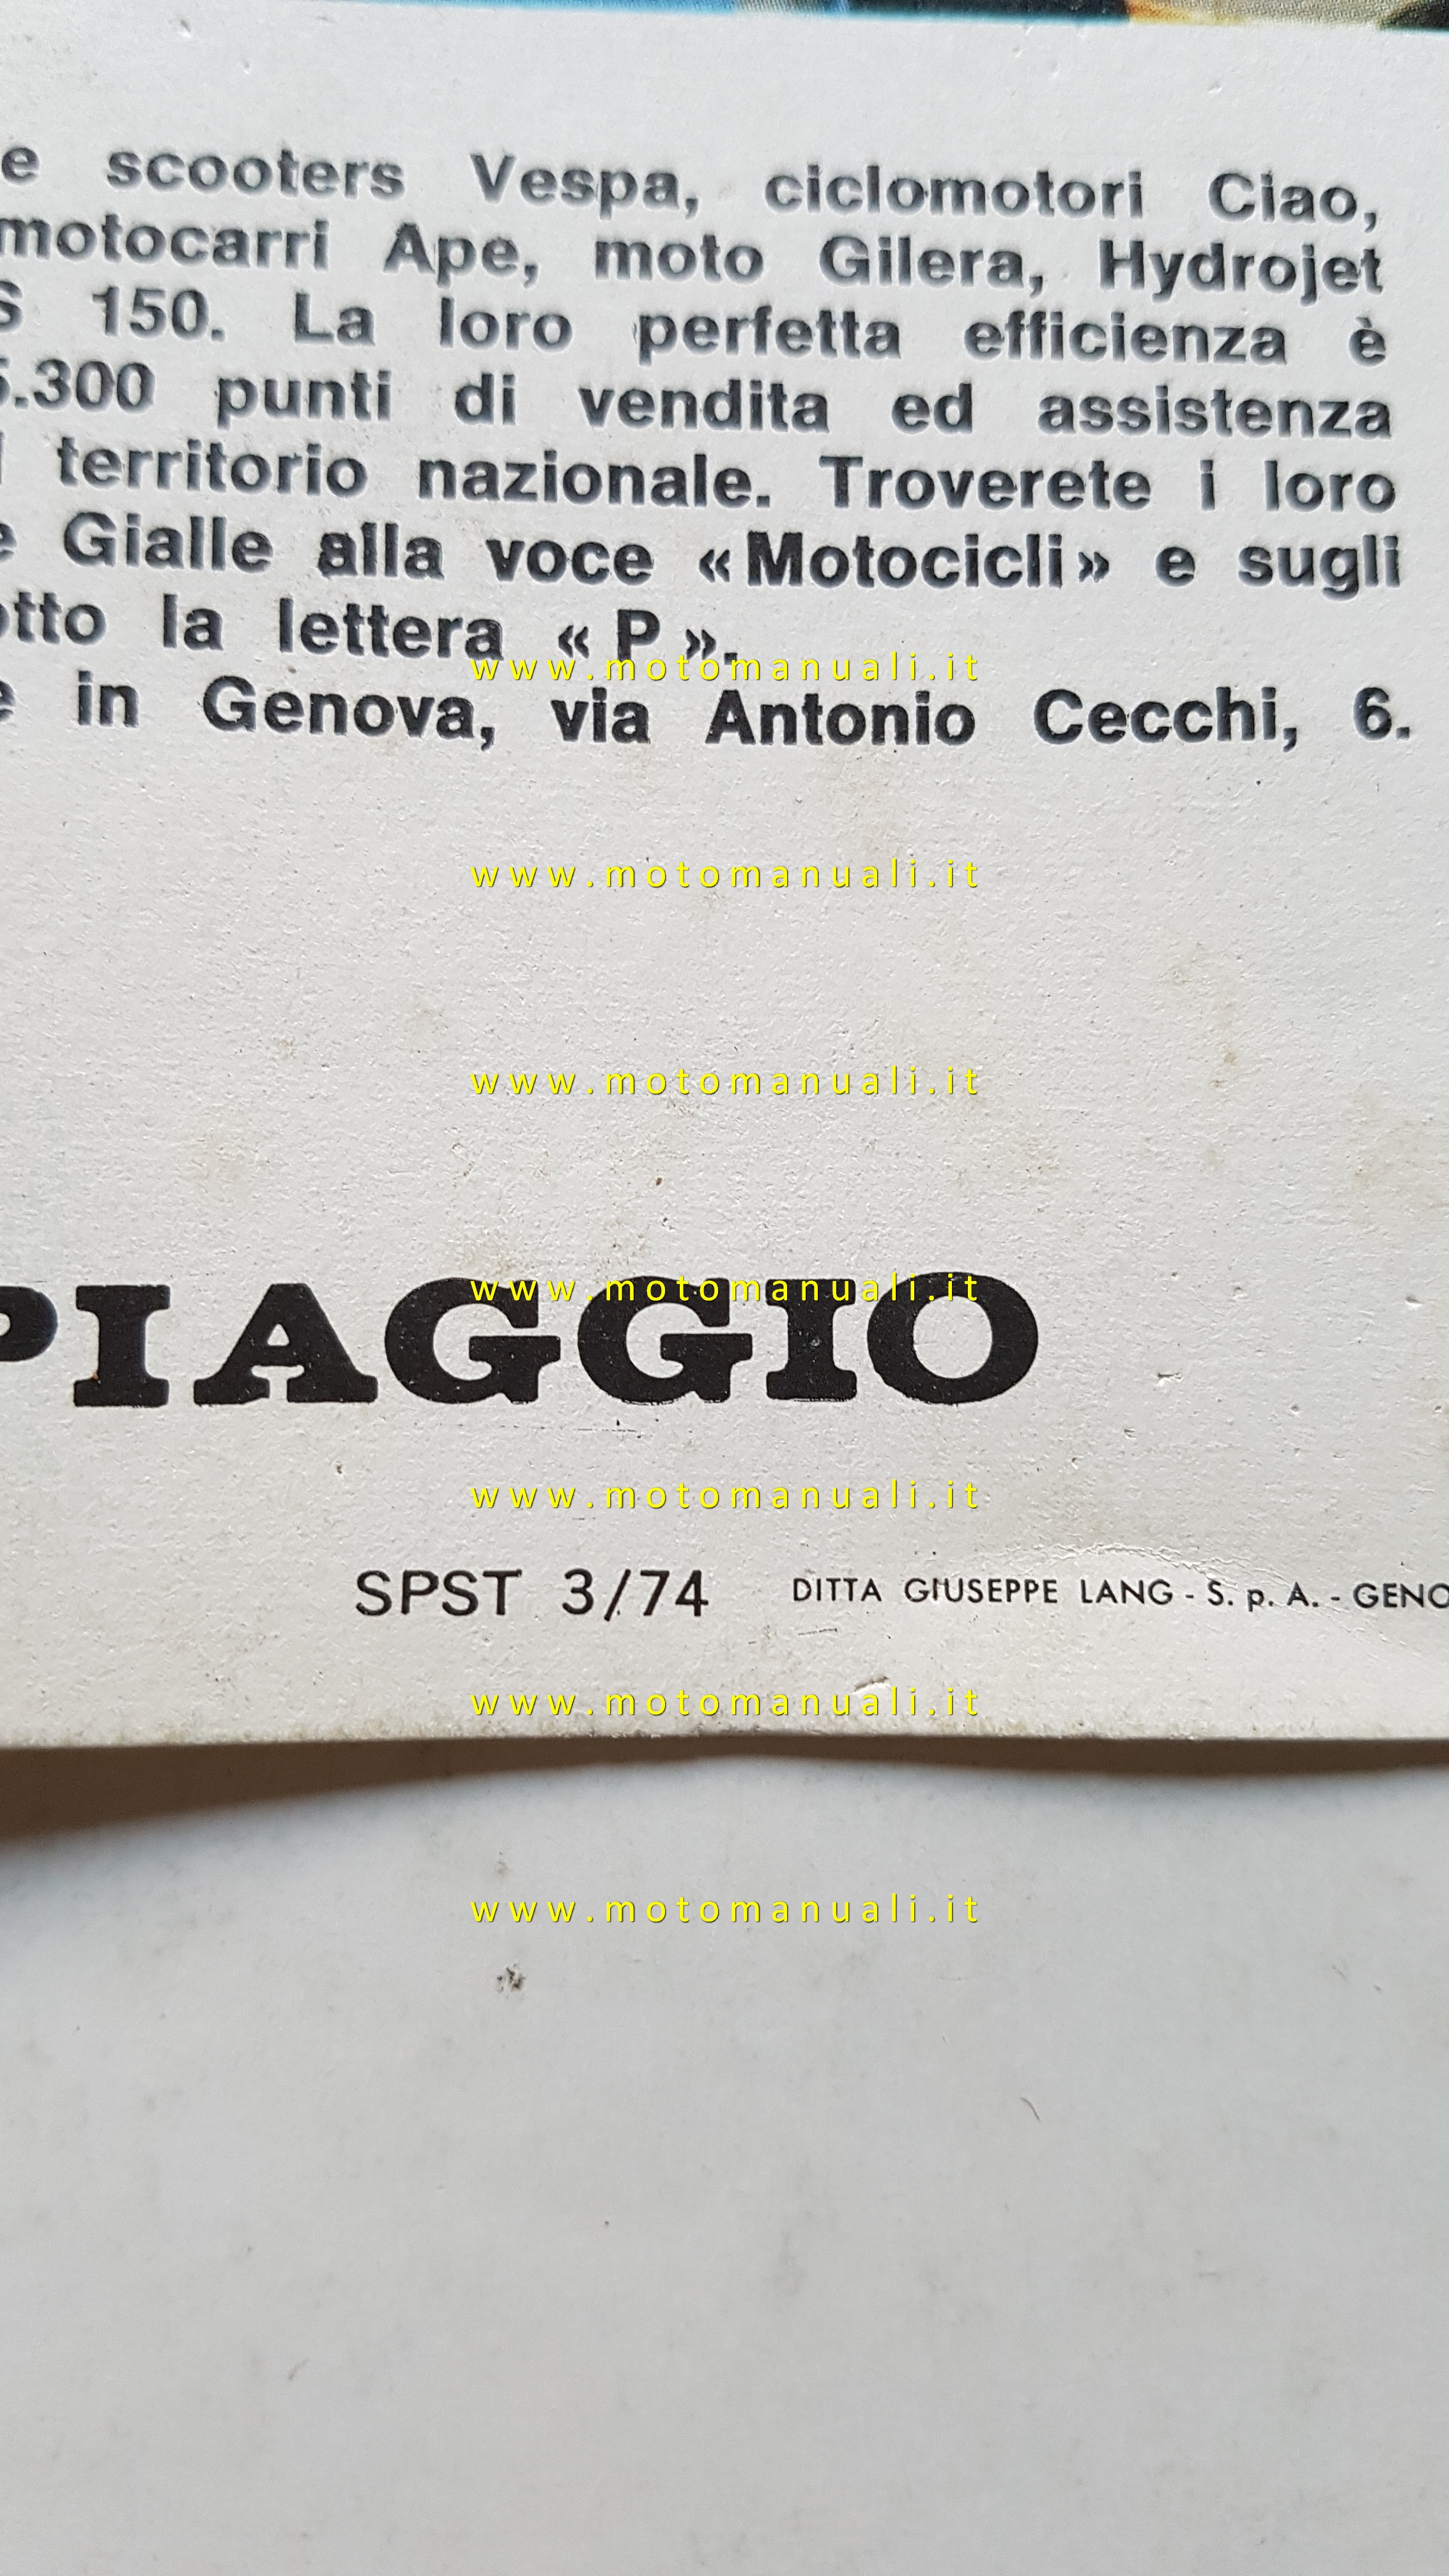 e scooters Vespa, ciclomotori Ciao,
motocarri Ape, moto Gilera, Hydrojet
S 150. La loro perfetta efficienza è
5.300 punti di vendita ed assistenza
territorio nazionale. Troverete i loro
e Gialle alla voce «Motocicli» e sugli
otto la lettera « P ».
www.motomanuali.it
e in Genova, via Antonio Cecchi, 6.
www.motomanuali.it
www.motomanuali.it
www.motomanuali.it
PIAGGIO
www.motomanuali.it
SPST 3/74 DITTA GIUSEPPE LANG - S. p. A. - GENO
www.motomanuali.it
www.motomanuali.it